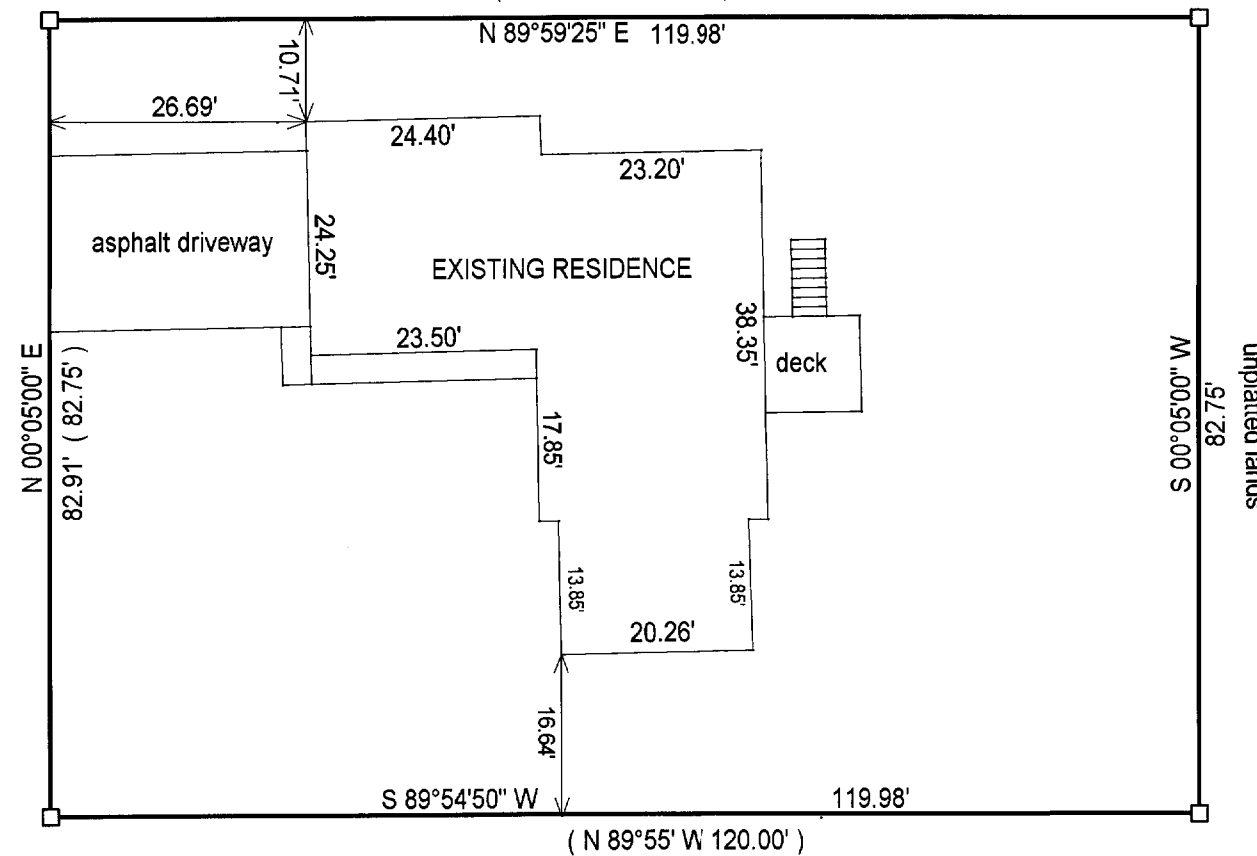 N 89°59'25" E 119.98'
10.71'
26.69'
24.40'
23.20'
asphalt driveway
24.25'
EXISTING RESIDENCE
23.50'
38.35'
deck
N 00°05'00" E
82.91' ( 82.75' )
S 00°05'00" W
82.75'
unplatted lands
17.85'
13.85'
13.85'
20.26'
16.64'
S 89°54'50" W 119.98'
( N 89°55' W 120.00' )